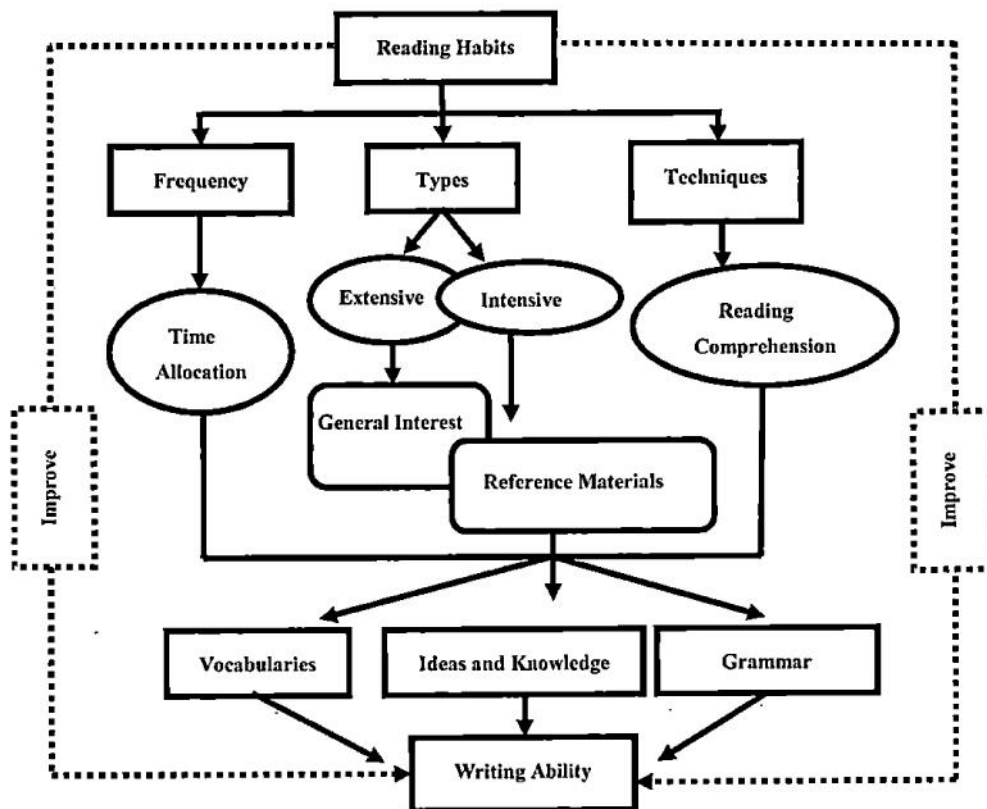 Reading Habits
Frequency
Types
Techniques
Extensive
Intensive
Time
Allocation
Reading
Comprehension
General Interest
Reference Materials
Improve
Improve
Vocabularies
Ideas and Knowledge
Grammar
Writing Ability